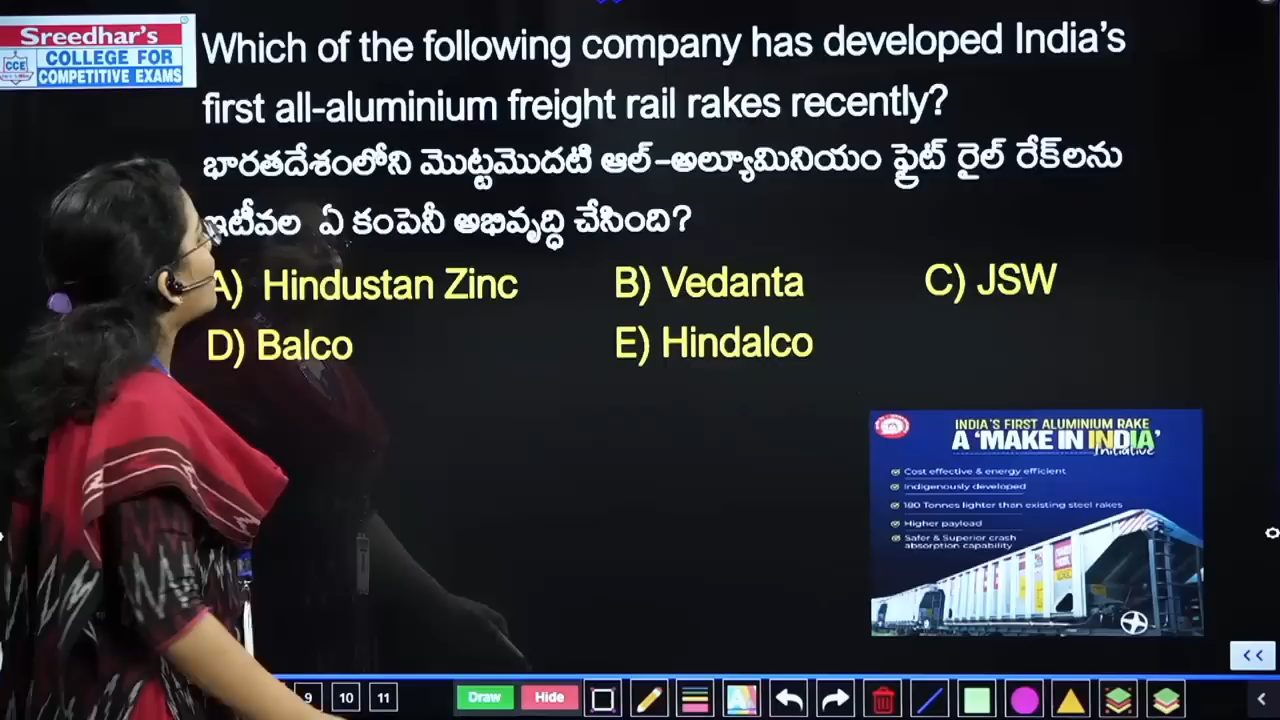 Sreedhar's
CCE
COLLEGE FOR
COMPETITIVE EXAMS
Which of the following company has developed India's
first all-aluminium freight rail rakes recently?
భారతదేశంలోని మొట్టమొదటి ఆల్-అల్యూమినియం ఫ్రైట్ రైల్ రేక్‌లను
ఇటీవల ఏ కంపెనీ అభివృద్ధి చేసింది?
A) Hindustan Zinc
B) Vedanta
C) JSW
D) Balco
E) Hindalco
INDIA'S FIRST ALUMINIUM RAKE
A 'MAKE IN INDIA'
Initiative
Cost effective & energy efficient
Indigenously developed
180 Tonnes lighter than existing steel rakes
Higher payload
Safer & Superior crash
absorption capability
9
10
11
Draw
Hide